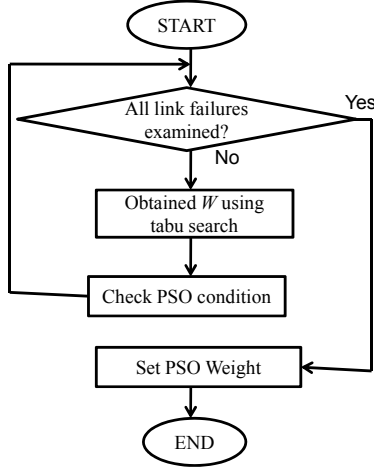 START
All link failures
examined?
Yes
No
Obtained W using
tabu search
Check PSO condition
Set PSO Weight
END